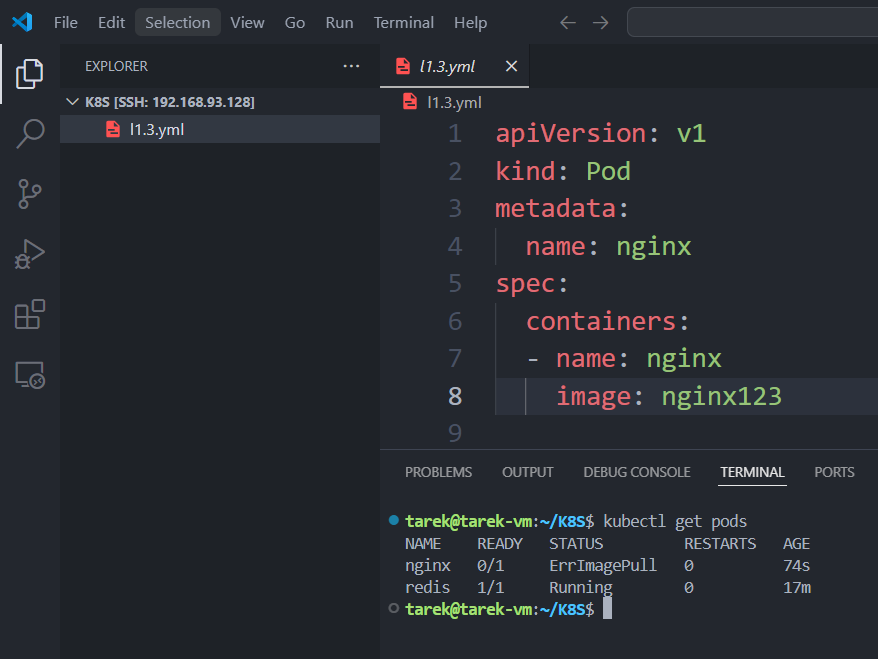 File Edit Selection View Go Run Terminal Help
EXPLORER ...
K8S [SSH: 192.168.93.128]
l1.3.yml
l1.3.yml
l1.3.yml
1 apiVersion: v1
2 kind: Pod
3 metadata:
4 name: nginx
5 spec:
6 containers:
7 - name: nginx
8 image: nginx123
9
PROBLEMS OUTPUT DEBUG CONSOLE TERMINAL PORTS
tarek@tarek-vm:~/K8S$ kubectl get pods
NAME READY STATUS RESTARTS AGE
nginx 0/1 ErrImagePull 0 74s
redis 1/1 Running 0 17m
tarek@tarek-vm:~/K8S$